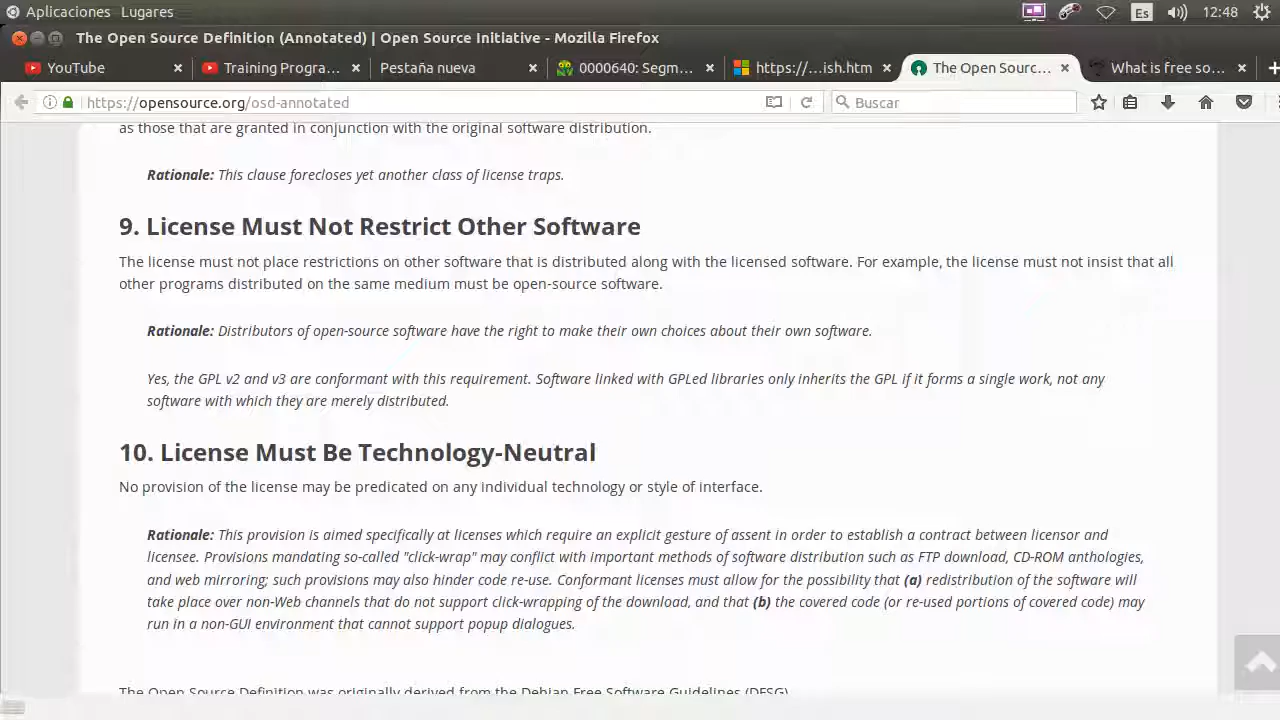 Aplicaciones Lugares Es 12:48
The Open Source Definition (Annotated) | Open Source Initiative - Mozilla Firefox
YouTube Training Progra... Pestaña nueva 0000640: Segm... https://...ish.htm The Open Sourc... What is free so...
https://opensource.org/osd-annotated Buscar
as those that are granted in conjunction with the original software distribution.
Rationale: This clause forecloses yet another class of license traps.
9. License Must Not Restrict Other Software
The license must not place restrictions on other software that is distributed along with the licensed software. For example, the license must not insist that all
other programs distributed on the same medium must be open-source software.
Rationale: Distributors of open-source software have the right to make their own choices about their own software.
Yes, the GPL v2 and v3 are conformant with this requirement. Software linked with GPLed libraries only inherits the GPL if it forms a single work, not any
software with which they are merely distributed.
10. License Must Be Technology-Neutral
No provision of the license may be predicated on any individual technology or style of interface.
Rationale: This provision is aimed specifically at licenses which require an explicit gesture of assent in order to establish a contract between licensor and
licensee. Provisions mandating so-called "click-wrap" may conflict with important methods of software distribution such as FTP download, CD-ROM anthologies,
and web mirroring; such provisions may also hinder code re-use. Conformant licenses must allow for the possibility that (a) redistribution of the software will
take place over non-Web channels that do not support click-wrapping of the download, and that (b) the covered code (or re-used portions of covered code) may
run in a non-GUI environment that cannot support popup dialogues.
The Open Source Definition was originally derived from the Debian Free Software Guidelines (DFSG).